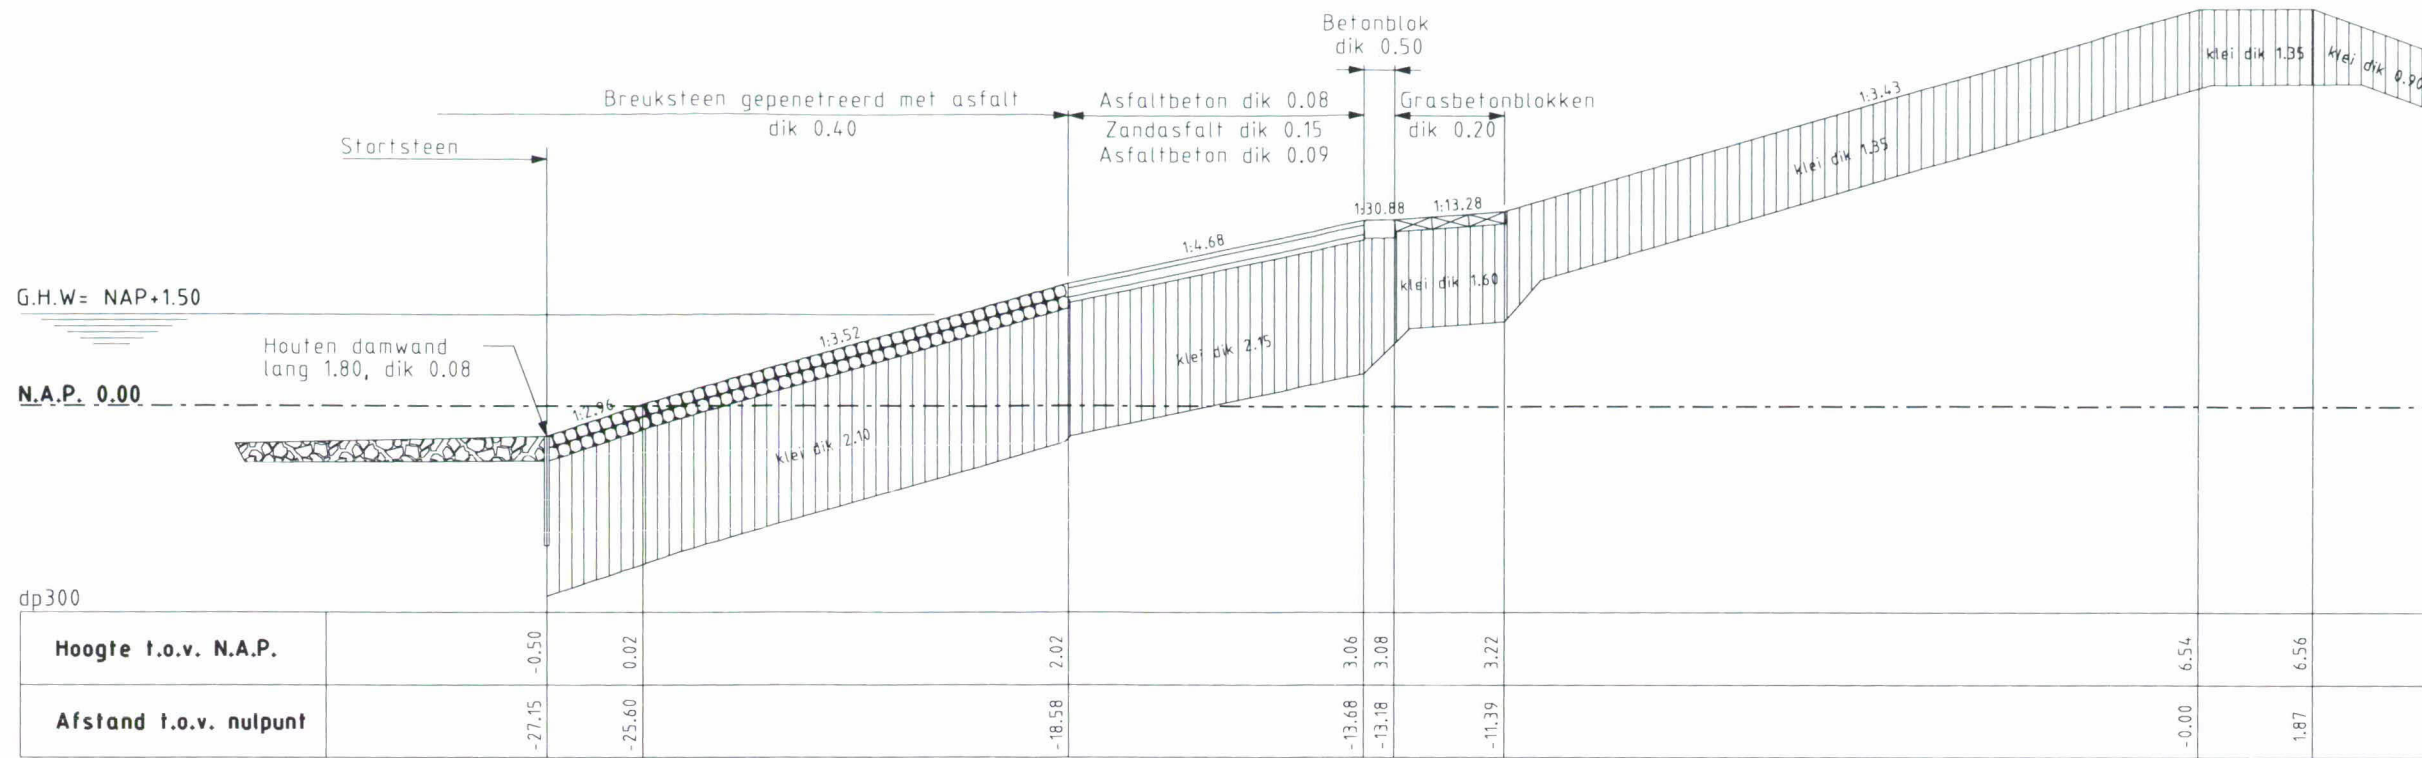 Betonblok
dik 0.50
Breuksteen gepenetreerd met asfalt
dik 0.40
Asfaltbeton dik 0.08
Zandasfalt dik 0.15
Asfaltbeton dik 0.09
Grasbetonblokken
dik 0.20
Stortsteen
klei dik 1.35
klei dik 0.90
1:3.43
klei dik 1.35
1:30.88
1:13.28
1:4.68
klei dik 1.60
G.H.W= NAP+1.50
1:3.52
Houten damwand
lang 1.80, dik 0.08
klei dik 2.15
N.A.P. 0.00
1:2.96
klei dik 2.10
dp300
Hoogte t.o.v. N.A.P. -0.50 0.02 2.02 3.06 3.08 3.22 6.54 6.56
Afstand t.o.v. nulpunt -27.15 -25.60 -18.58 -13.68 -13.18 -11.39 -0.00 1.87